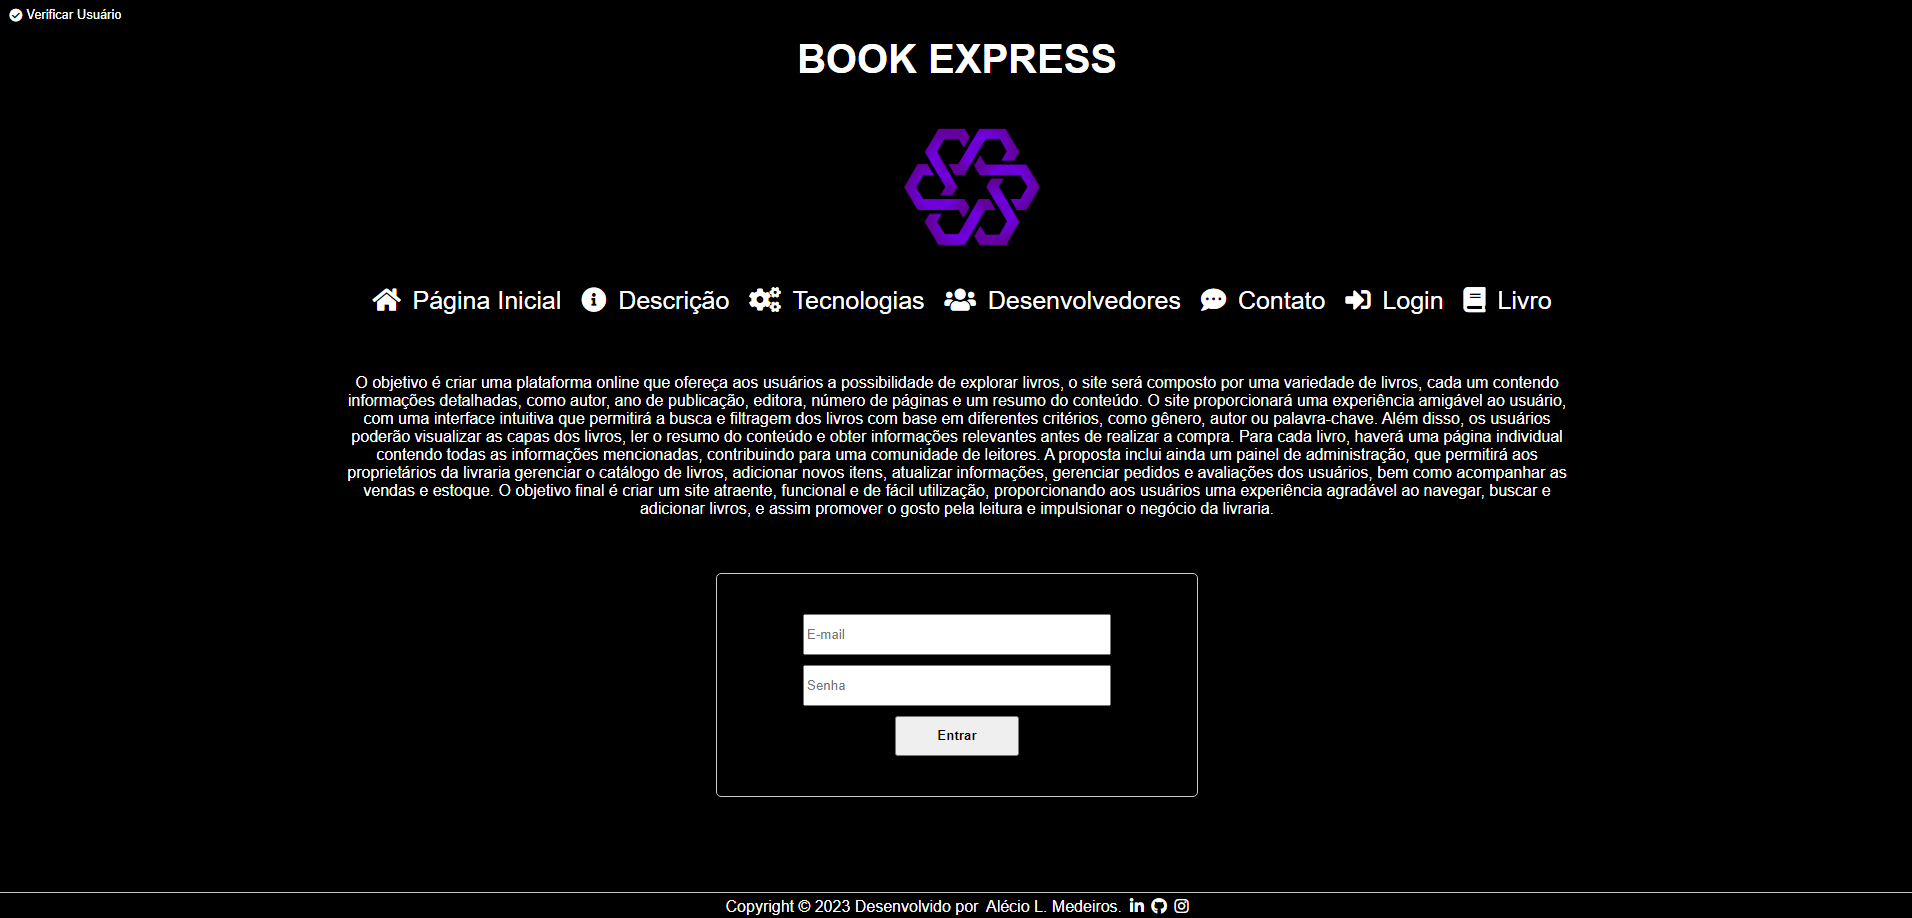 Verificar Usuário
BOOK EXPRESS
Página Inicial Descrição Tecnologias Desenvolvedores Contato Login Livro
O objetivo é criar uma plataforma online que ofereça aos usuários a possibilidade de explorar livros, o site será composto por uma variedade de livros, cada um contendo
informações detalhadas, como autor, ano de publicação, editora, número de páginas e um resumo do conteúdo. O site proporcionará uma experiência amigável ao usuário,
com uma interface intuitiva que permitirá a busca e filtragem dos livros com base em diferentes critérios, como gênero, autor ou palavra-chave. Além disso, os usuários
poderão visualizar as capas dos livros, ler o resumo do conteúdo e obter informações relevantes antes de realizar a compra. Para cada livro, haverá uma página individual
contendo todas as informações mencionadas, contribuindo para uma comunidade de leitores. A proposta inclui ainda um painel de administração, que permitirá aos
proprietários da livraria gerenciar o catálogo de livros, adicionar novos itens, atualizar informações, gerenciar pedidos e avaliações dos usuários, bem como acompanhar as
vendas e estoque. O objetivo final é criar um site atraente, funcional e de fácil utilização, proporcionando aos usuários uma experiência agradável ao navegar, buscar e
adicionar livros, e assim promover o gosto pela leitura e impulsionar o negócio da livraria.
E-mail
Senha
Entrar
Copyright © 2023 Desenvolvido por Alécio L. Medeiros.